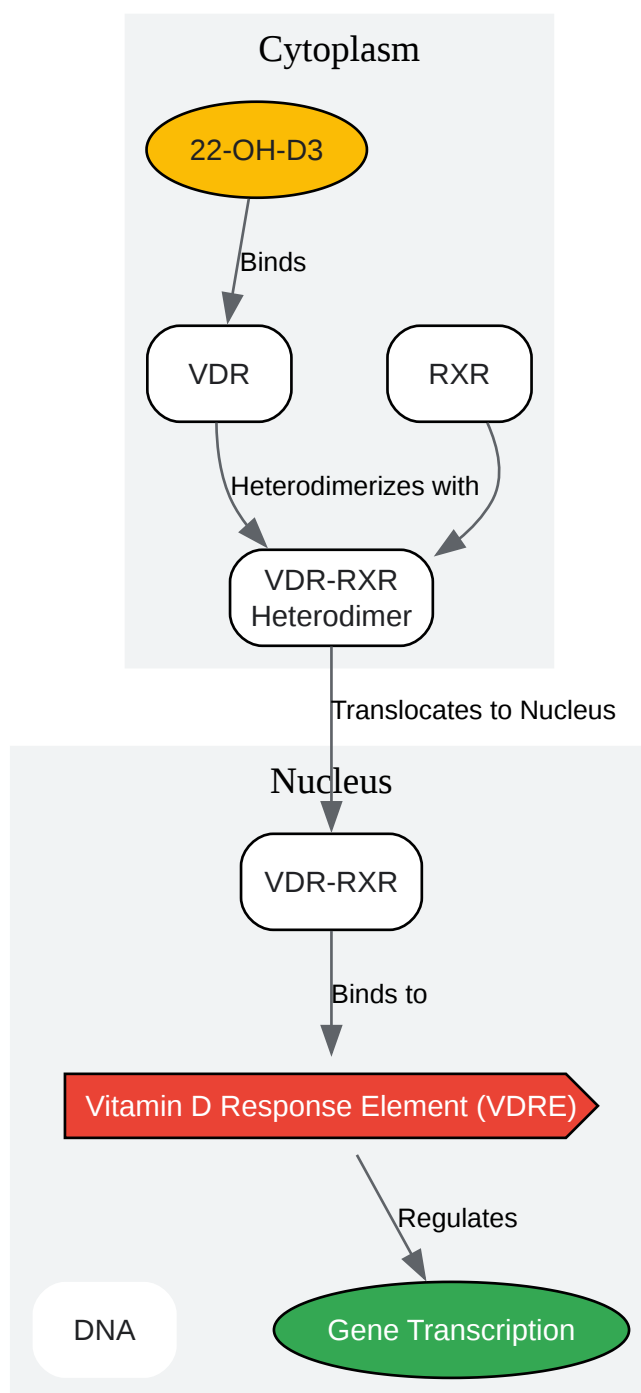 Cytoplasm
22-OH-D3
Binds
VDR
RXR
Heterodimerizes with
VDR-RXR
Heterodimer
Translocates to Nucleus
Nucleus
VDR-RXR
Binds to
Vitamin D Response Element (VDRE)
Regulates
DNA
Gene Transcription